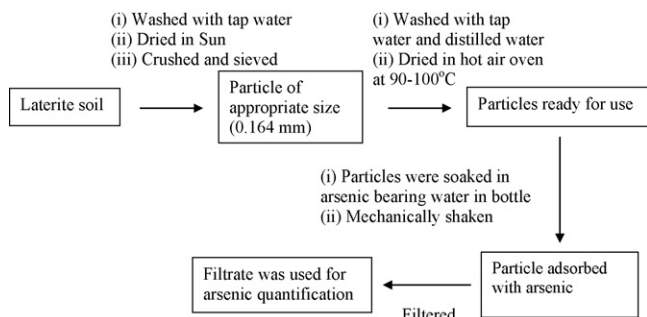 (i) Washed with tap water
(ii) Dried in Sun
(iii) Crushed and sieved
(i) Washed with tap
water and distilled water
(ii) Dried in hot air oven
at 90-100°C
Laterite soil
Particle of
appropriate size
(0.164 mm)
Particles ready for use
(i) Particles were soaked in
arsenic bearing water in bottle
(ii) Mechanically shaken
Particle adsorbed
with arsenic
Filtered
Filtrate was used for
arsenic quantification